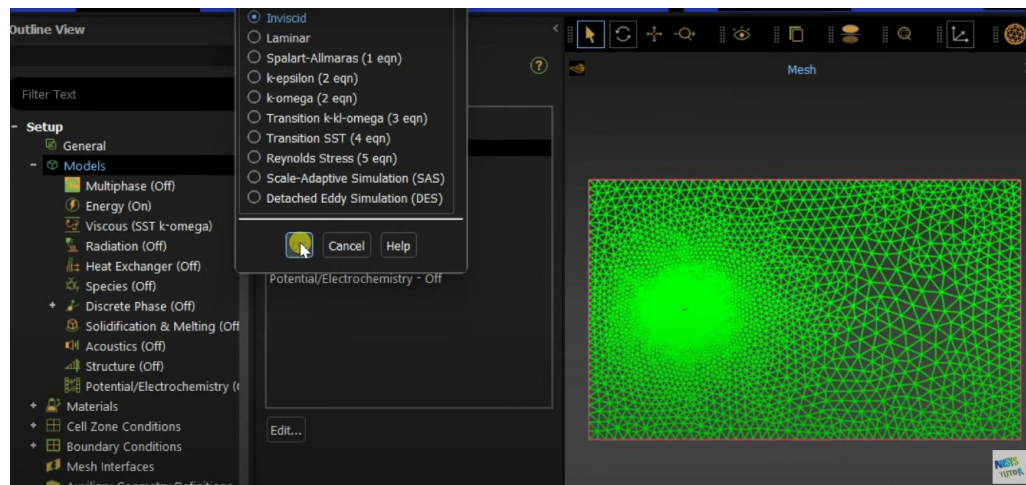 Outline View
<
Filter Text
- Setup
General
- Models
Multiphase (Off)
Energy (On)
Viscous (SST k-omega)
Radiation (Off)
Heat Exchanger (Off)
Species (Off)
+ Discrete Phase (Off)
Solidification & Melting (Off
Acoustics (Off)
Structure (Off)
Potential/Electrochemistry (
+ Materials
+ Cell Zone Conditions
+ Boundary Conditions
Mesh Interfaces
Inviscid
Laminar
Spalart-Allmaras (1 eqn)
k-epsilon (2 eqn)
k-omega (2 eqn)
Transition k-kl-omega (3 eqn)
Transition SST (4 eqn)
Reynolds Stress (5 eqn)
Scale-Adaptive Simulation (SAS)
Detached Eddy Simulation (DES)
Cancel Help
?
Potential/Electrochemistry - Off
Edit...
Mesh
TUTOR